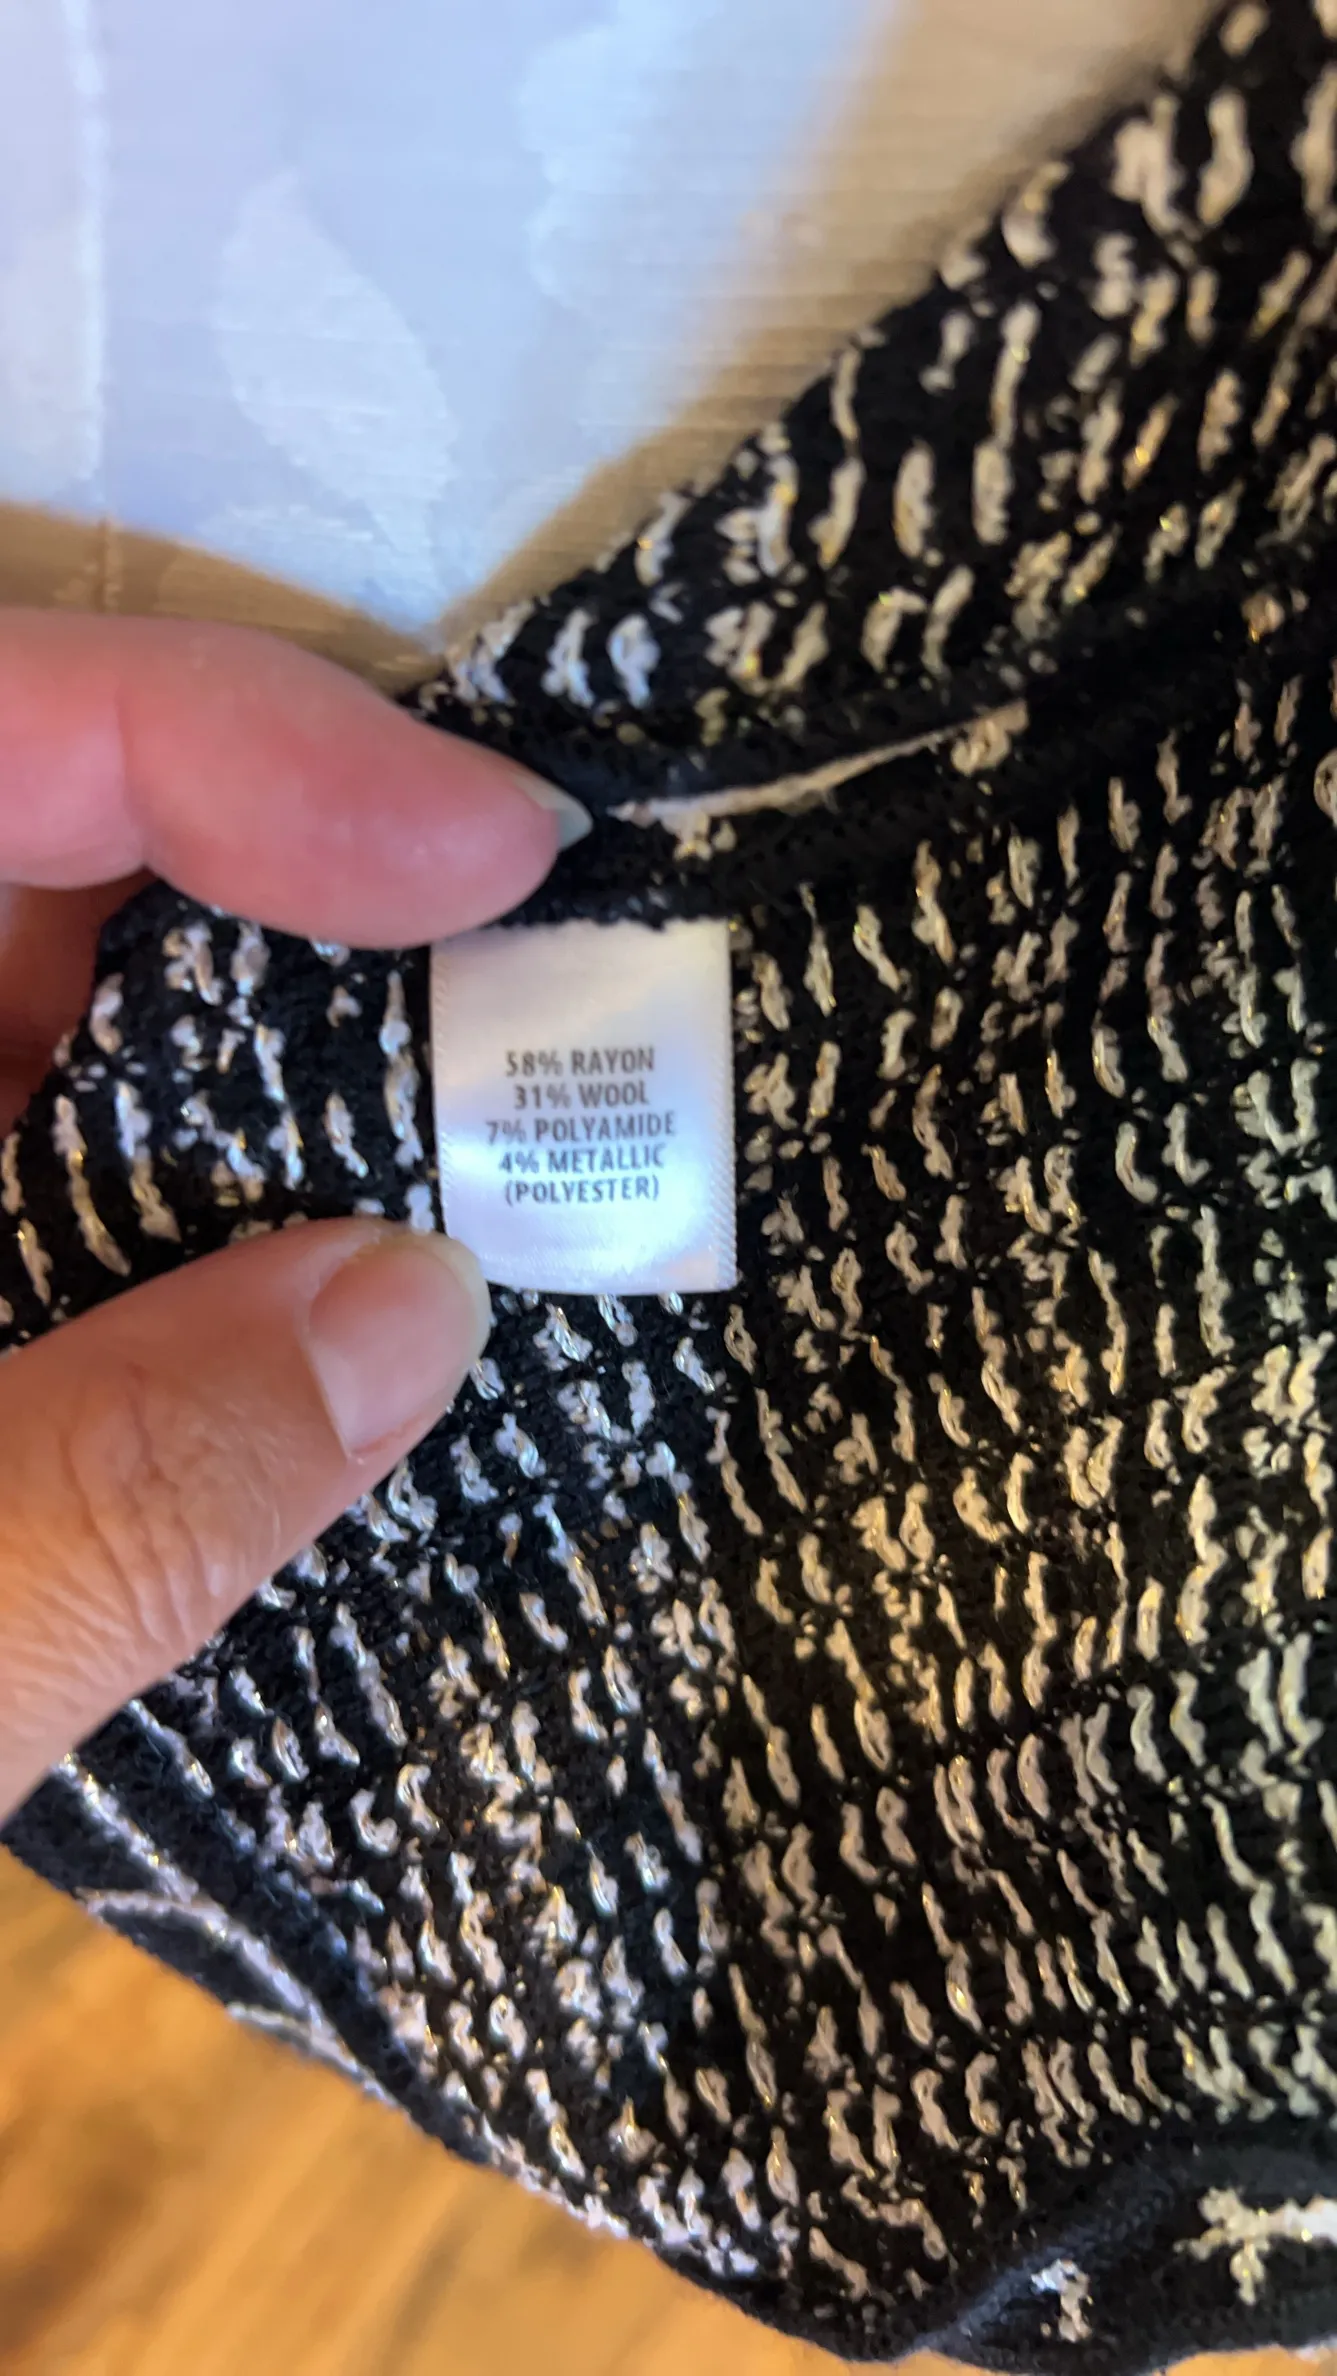 58% RAYON
31% WOOL
7% POLYAMIDE
4% METALLIC
(POLYESTER)